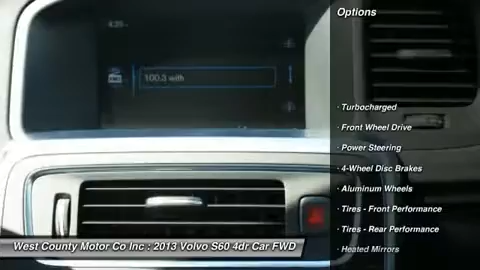 Options
100.3 with
Turbocharged
Front Wheel Drive
Power Steering
4-Wheel Disc Brakes
Aluminum Wheels
Tires - Front Performance
Tires - Rear Performance
Heated Mirrors
West County Motor Co Inc : 2013 Volvo S60 4dr Car FWD